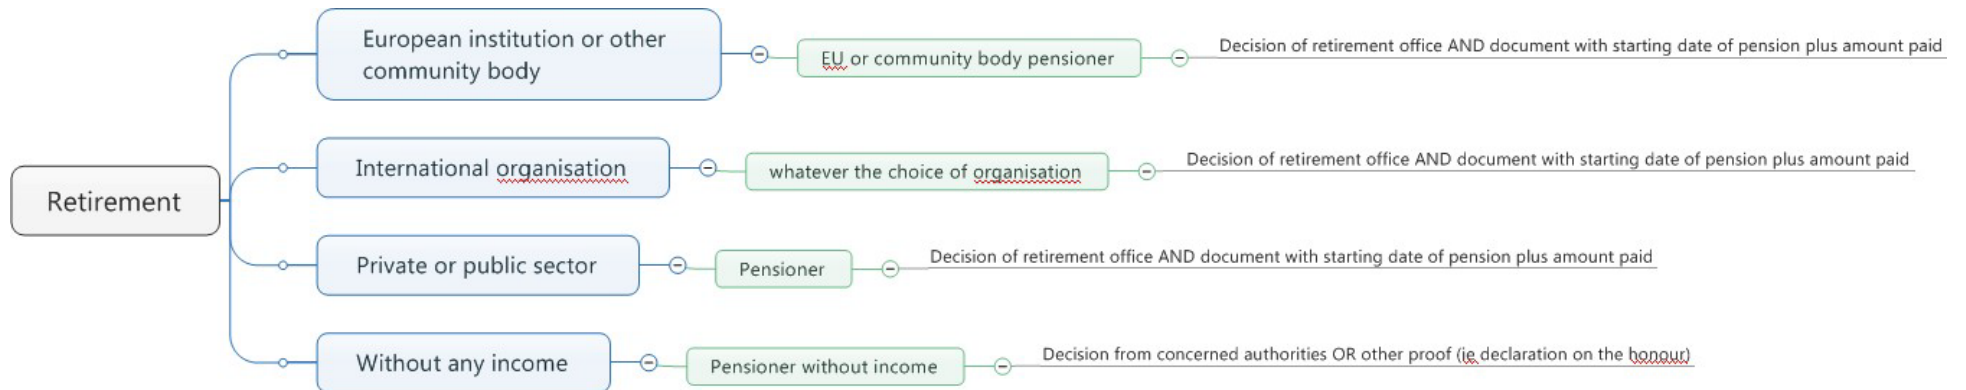 Retirement
European institution or other
community body
EU or community body pensioner
Decision of retirement office AND document with starting date of pension plus amount paid
International organisation
whatever the choice of organisation
Decision of retirement office AND document with starting date of pension plus amount paid
Private or public sector
Pensioner
Decision of retirement office AND document with starting date of pension plus amount paid
Without any income
Pensioner without income
Decision from concerned authorities OR other proof (ie declaration on the honour)